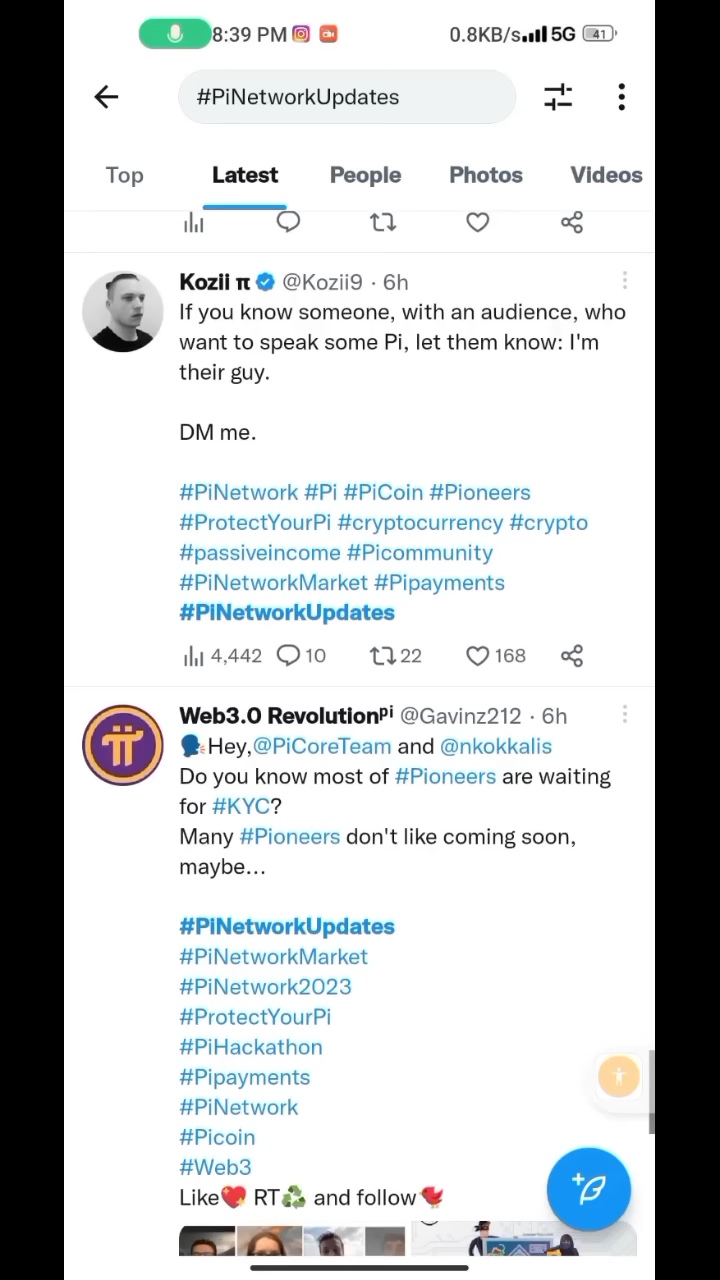 8:39 PM
0.8KB/s 5G 41
#PiNetworkUpdates
Top Latest People Photos Videos
Kozii π @Kozii9 · 6h
If you know someone, with an audience, who
want to speak some Pi, let them know: I'm
their guy.
DM me.
#PiNetwork #Pi #PiCoin #Pioneers
#ProtectYourPi #cryptocurrency #crypto
#passiveincome #Picommunity
#PiNetworkMarket #Pipayments
#PiNetworkUpdates
4,442 10 22 168
Web3.0 Revolutionᵖⁱ @Gavinz212 · 6h
🗣️Hey,@PiCoreTeam and @nkokkalis
Do you know most of #Pioneers are waiting
for #KYC?
Many #Pioneers don't like coming soon,
maybe...
#PiNetworkUpdates
#PiNetworkMarket
#PiNetwork2023
#ProtectYourPi
#PiHackathon
#Pipayments
#PiNetwork
#Picoin
#Web3
Like💖 RT♻️ and follow🐦